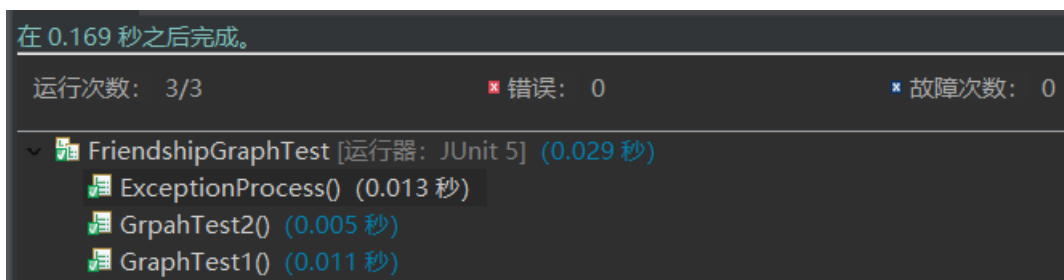 在 0.169 秒之后完成。
运行次数： 3/3 错误： 0 故障次数： 0
FriendshipGraphTest [运行器：JUnit 5] (0.029 秒)
ExceptionProcess() (0.013 秒)
GrpahTest2() (0.005 秒)
GraphTest1() (0.011 秒)